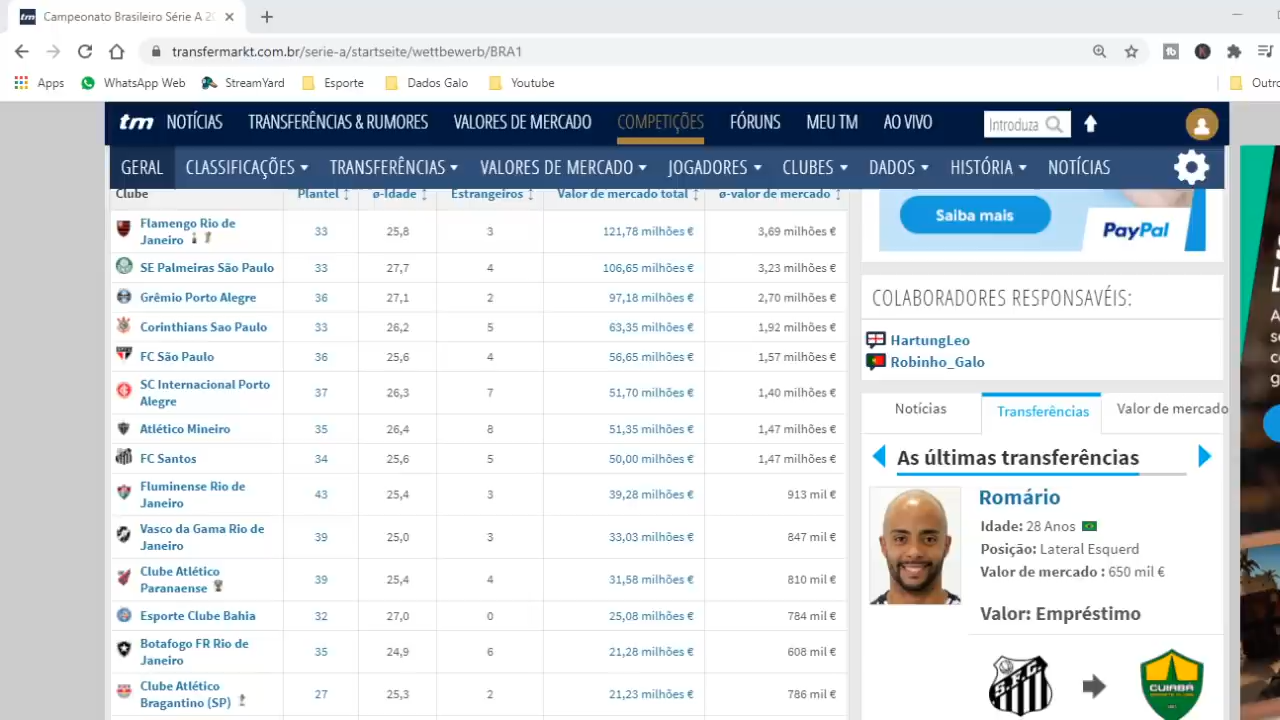 Campeonato Brasileiro Série A 20
transfermarkt.com.br/serie-a/startseite/wettbewerb/BRA1
Apps WhatsApp Web StreamYard Esporte Dados Galo Youtube Outro
tm NOTÍCIAS TRANSFERÊNCIAS & RUMORES VALORES DE MERCADO COMPETIÇÕES FÓRUNS MEU TM AO VIVO Introduza
GERAL CLASSIFICAÇÕES TRANSFERÊNCIAS VALORES DE MERCADO JOGADORES CLUBES DADOS HISTÓRIA NOTÍCIAS
Clube Plantel ø-Idade Estrangeiros Valor de mercado total ø-valor de mercado
Flamengo Rio de
Janeiro 33 25,8 3 121,78 milhões € 3,69 milhões €
SE Palmeiras São Paulo 33 27,7 4 106,65 milhões € 3,23 milhões €
Grêmio Porto Alegre 36 27,1 2 97,18 milhões € 2,70 milhões €
Corinthians Sao Paulo 33 26,2 5 63,35 milhões € 1,92 milhões €
FC São Paulo 36 25,6 4 56,65 milhões € 1,57 milhões €
SC Internacional Porto
Alegre 37 26,3 7 51,70 milhões € 1,40 milhões €
Atlético Mineiro 35 26,4 8 51,35 milhões € 1,47 milhões €
FC Santos 34 25,6 5 50,00 milhões € 1,47 milhões €
Fluminense Rio de
Janeiro 43 25,4 3 39,28 milhões € 913 mil €
Vasco da Gama Rio de
Janeiro 39 25,0 3 33,03 milhões € 847 mil €
Clube Atlético
Paranaense 39 25,4 4 31,58 milhões € 810 mil €
Esporte Clube Bahia 32 27,0 0 25,08 milhões € 784 mil €
Botafogo FR Rio de
Janeiro 35 24,9 6 21,28 milhões € 608 mil €
Clube Atlético
Bragantino (SP) 27 25,3 2 21,23 milhões € 786 mil €
Saiba mais
PayPal
COLABORADORES RESPONSAVÉIS:
HartungLeo
Robinho_Galo
Notícias Transferências Valor de mercado
As últimas transferências
Romário
Idade: 28 Anos
Posição: Lateral Esquerd
Valor de mercado : 650 mil €
Valor: Empréstimo
CUIABÁ